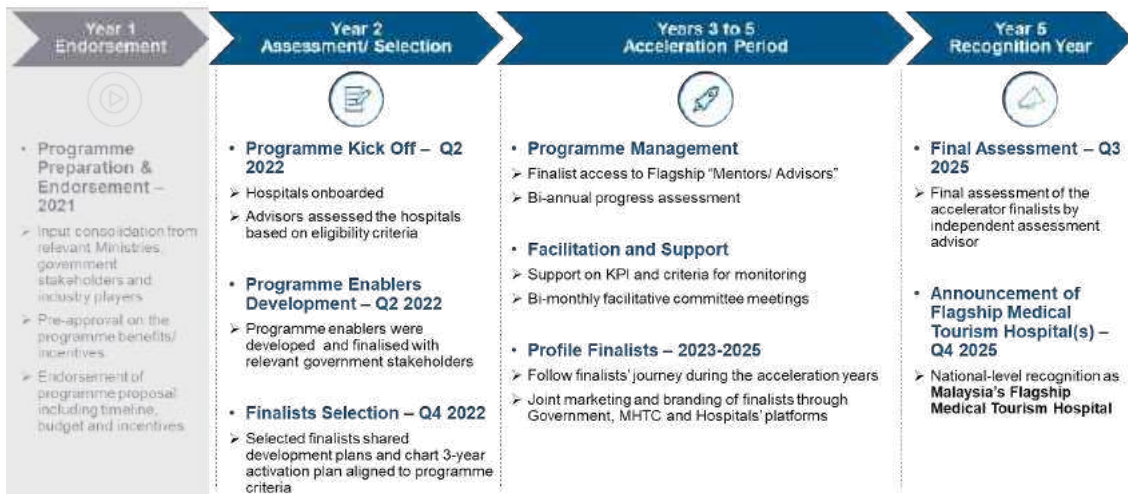 Year 1
Endorsement
Year 2
Assessment/ Selection
Years 3 to 5
Acceleration Period
Year 5
Recognition Year
• Programme
Preparation &
Endorsement –
2021
➢ Input consolidation from
relevant Ministries,
government
stakeholders and
industry players
➢ Pre-approval on the
programme benefits/
incentives.
➢ Endorsement of
programme proposal
including timeline,
budget and incentives
• Programme Kick Off – Q2
2022
➢ Hospitals onboarded
➢ Advisors assessed the hospitals
based on eligibility criteria
• Programme Enablers
Development – Q2 2022
➢ Programme enablers were
developed and finalised with
relevant government stakeholders
• Finalists Selection – Q4 2022
➢ Selected finalists shared
development plans and chart 3-year
activation plan aligned to programme
criteria
• Programme Management
➢ Finalist access to Flagship “Mentors/ Advisors”
➢ Bi-annual progress assessment
• Facilitation and Support
➢ Support on KPI and criteria for monitoring
➢ Bi-monthly facilitative committee meetings
• Profile Finalists – 2023-2025
➢ Follow finalists’ journey during the acceleration years
➢ Joint marketing and branding of finalists through
Government, MHTC and Hospitals’ platforms
• Final Assessment – Q3
2025
➢ Final assessment of the
accelerator finalists by
independent assessment
advisor
• Announcement of
Flagship Medical
Tourism Hospital(s) –
Q4 2025
➢ National-level recognition as
Malaysia’s Flagship
Medical Tourism Hospital